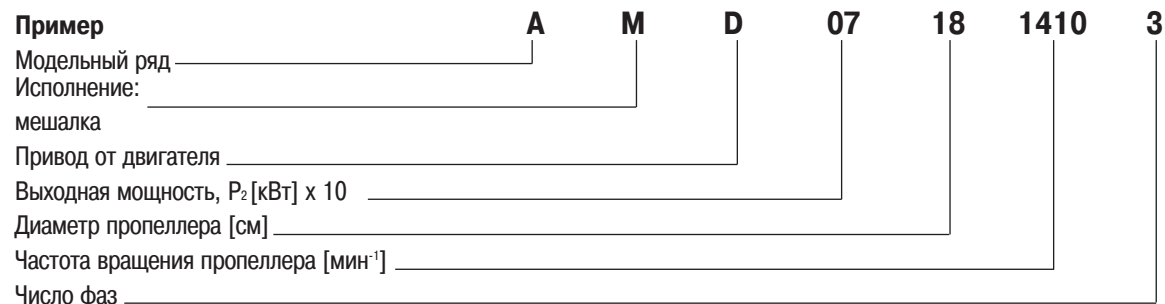 Пример A M D 07 18 1410 3
Модельный ряд
Исполнение:
мешалка
Привод от двигателя
Выходная мощность, P₂ [кВт] x 10
Диаметр пропеллера [см]
Частота вращения пропеллера [мин⁻¹]
Число фаз